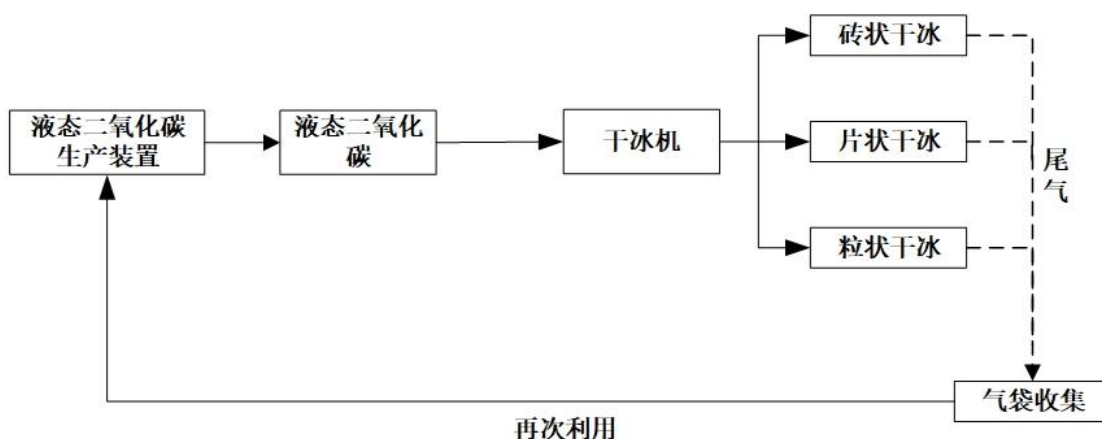 砖状干冰
液态二氧化碳
生产装置
液态二氧化
碳
干冰机
片状干冰
尾
气
粒状干冰
气袋收集
再次利用